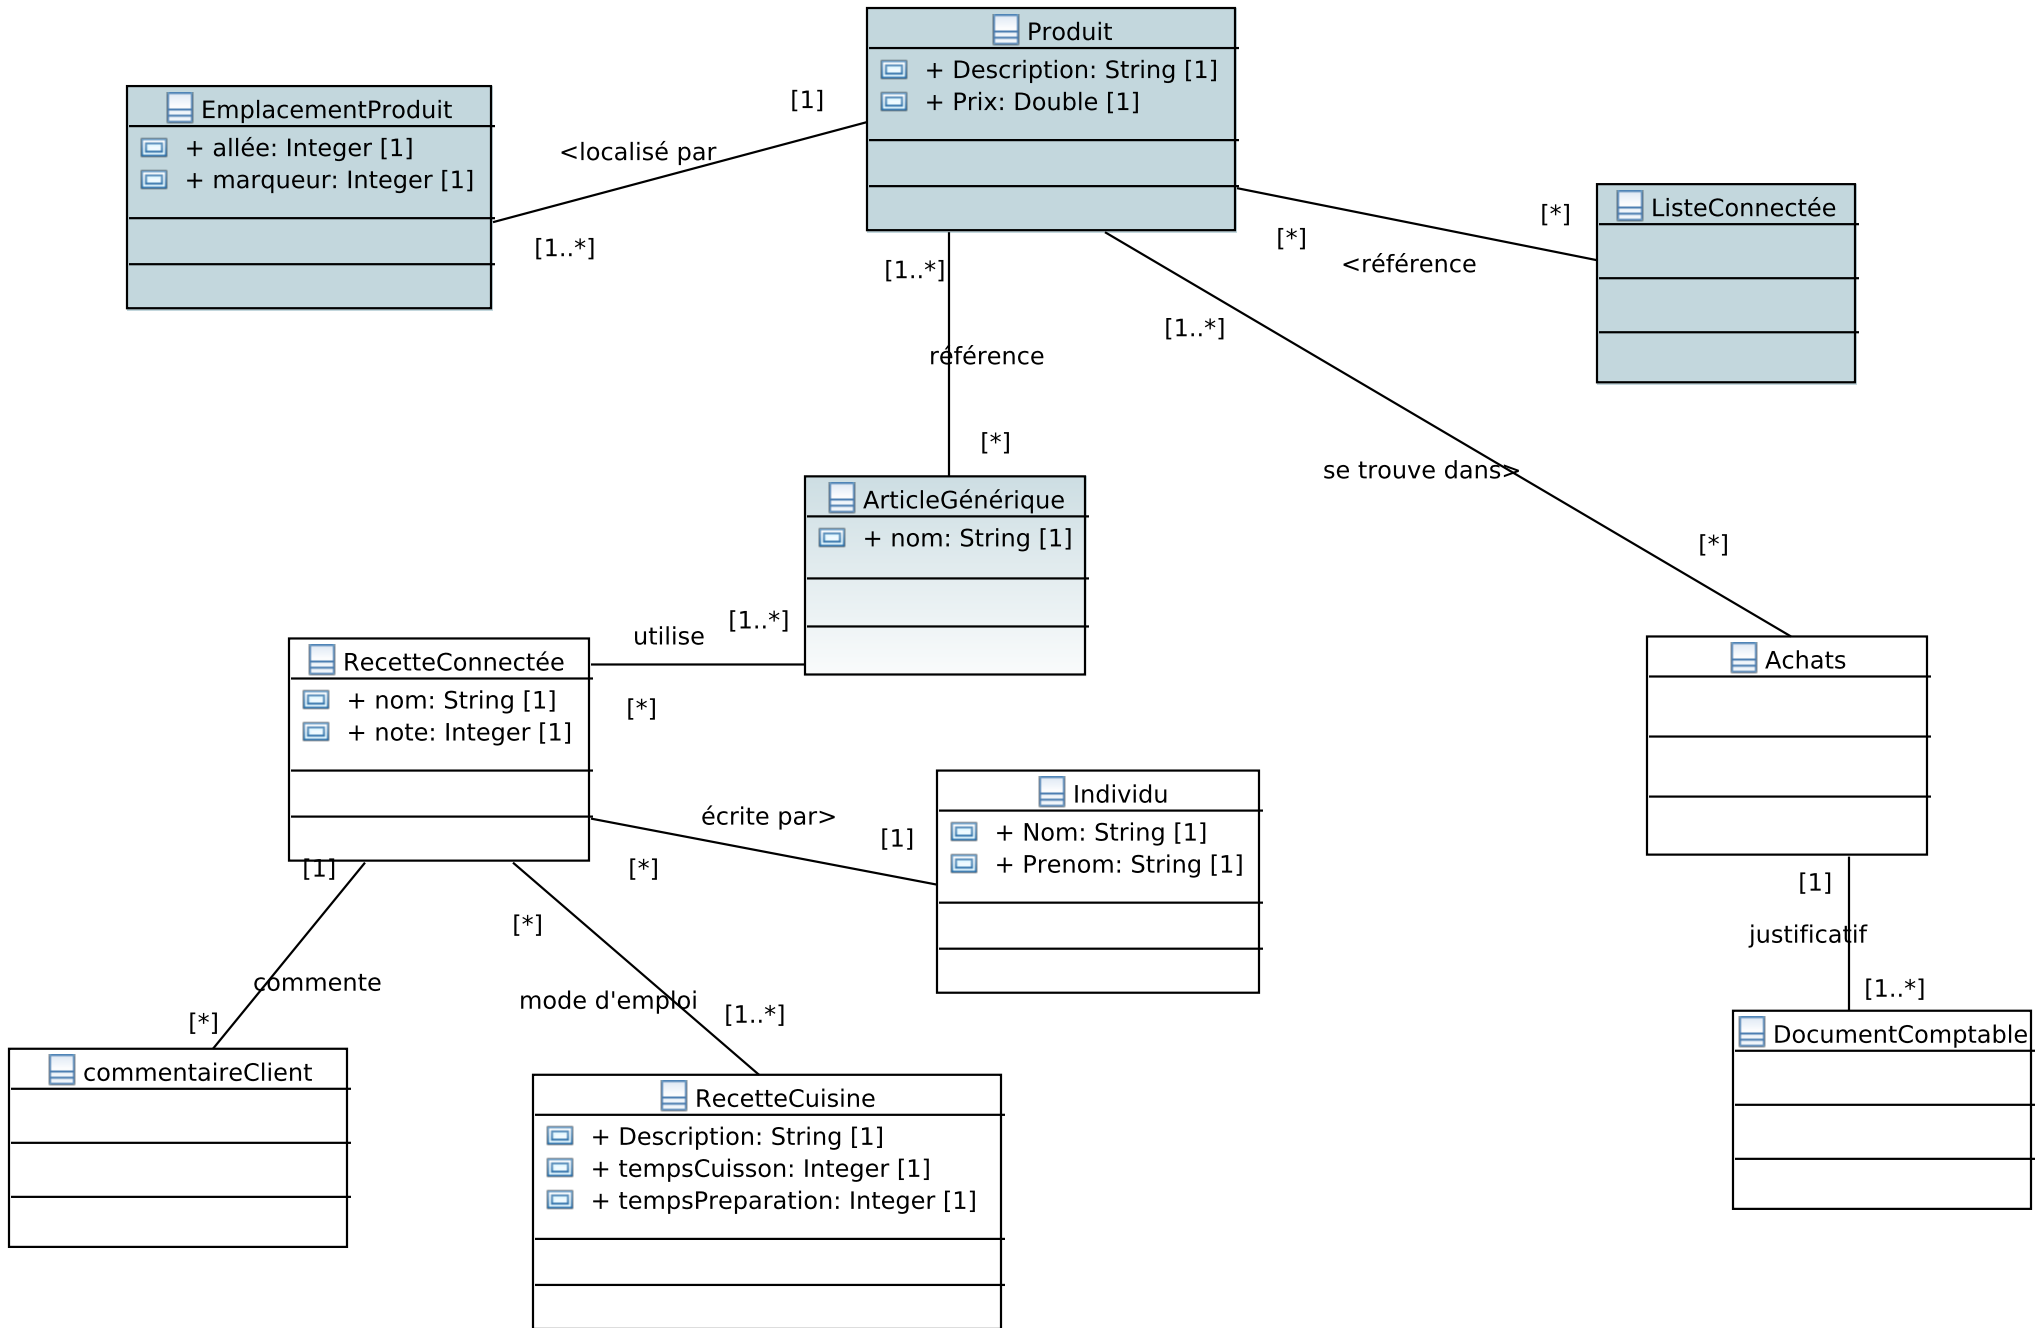 Produit
+ Description: String [1]
+ Prix: Double [1]
EmplacementProduit
+ allée: Integer [1]
+ marqueur: Integer [1]
[1]
<localisé par
[1..*]
ListeConnectée
[*]
[*]
<référence
[1..*]
référence
[*]
[1..*]
se trouve dans>
[*]
ArticleGénérique
+ nom: String [1]
[1..*]
utilise
[*]
RecetteConnectée
+ nom: String [1]
+ note: Integer [1]
Achats
Individu
+ Nom: String [1]
+ Prenom: String [1]
écrite par>
[1]
[*]
[1]
commente
[*]
[*]
mode d'emploi
[1..*]
[1]
justificatif
[1..*]
DocumentComptable
commentaireClient
RecetteCuisine
+ Description: String [1]
+ tempsCuisson: Integer [1]
+ tempsPreparation: Integer [1]